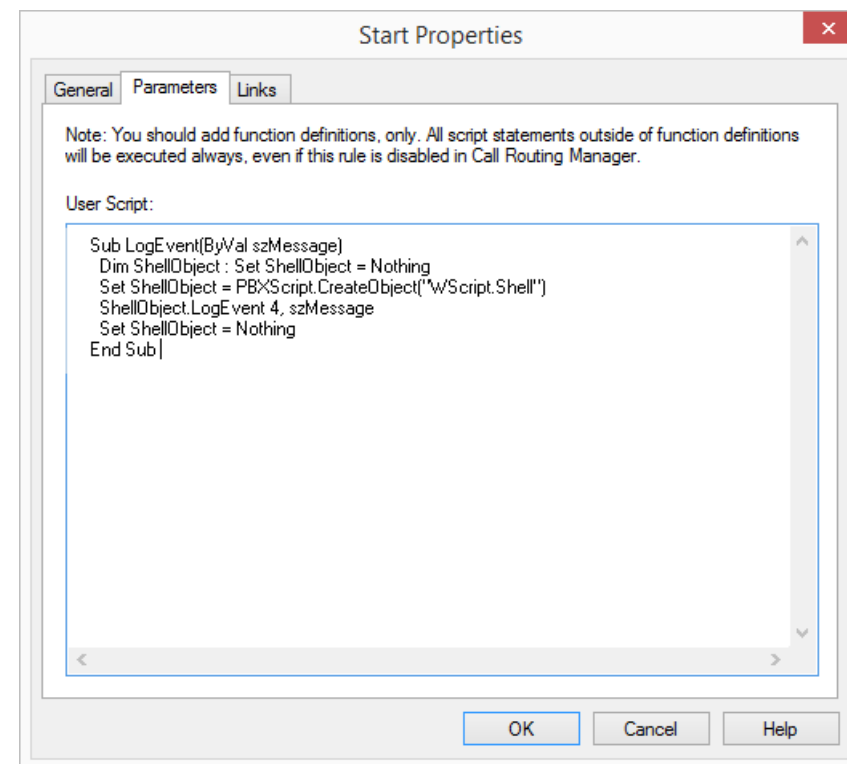 Start Properties
General Parameters Links
Note: You should add function definitions, only. All script statements outside of function definitions
will be executed always, even if this rule is disabled in Call Routing Manager.
User Script:
Sub LogEvent(ByVal szMessage)
Dim ShellObject : Set ShellObject = Nothing
Set ShellObject = PBXScript.CreateObject("WScript.Shell")
ShellObject.LogEvent 4, szMessage
Set ShellObject = Nothing
End Sub
OK Cancel Help